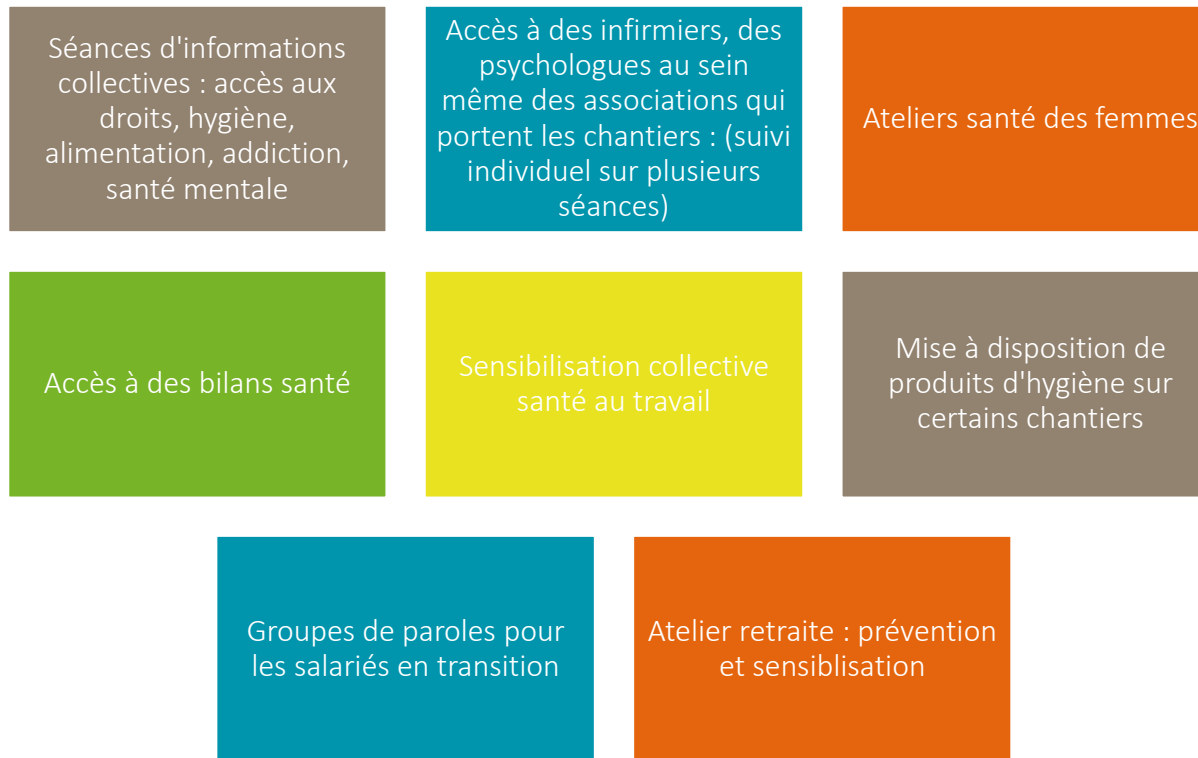 Séances d'informations
collectives : accès aux
droits, hygiène,
alimentation, addiction,
santé mentale
Accès à des infirmiers, des
psychologues au sein
même des associations qui
portent les chantiers : (suivi
individuel sur plusieurs
séances)
Ateliers santé des femmes
Accès à des bilans santé
Sensibilisation collective
santé au travail
Mise à disposition de
produits d'hygiène sur
certains chantiers
Groupes de paroles pour
les salariés en transition
Atelier retraite : prévention
et sensiblisation